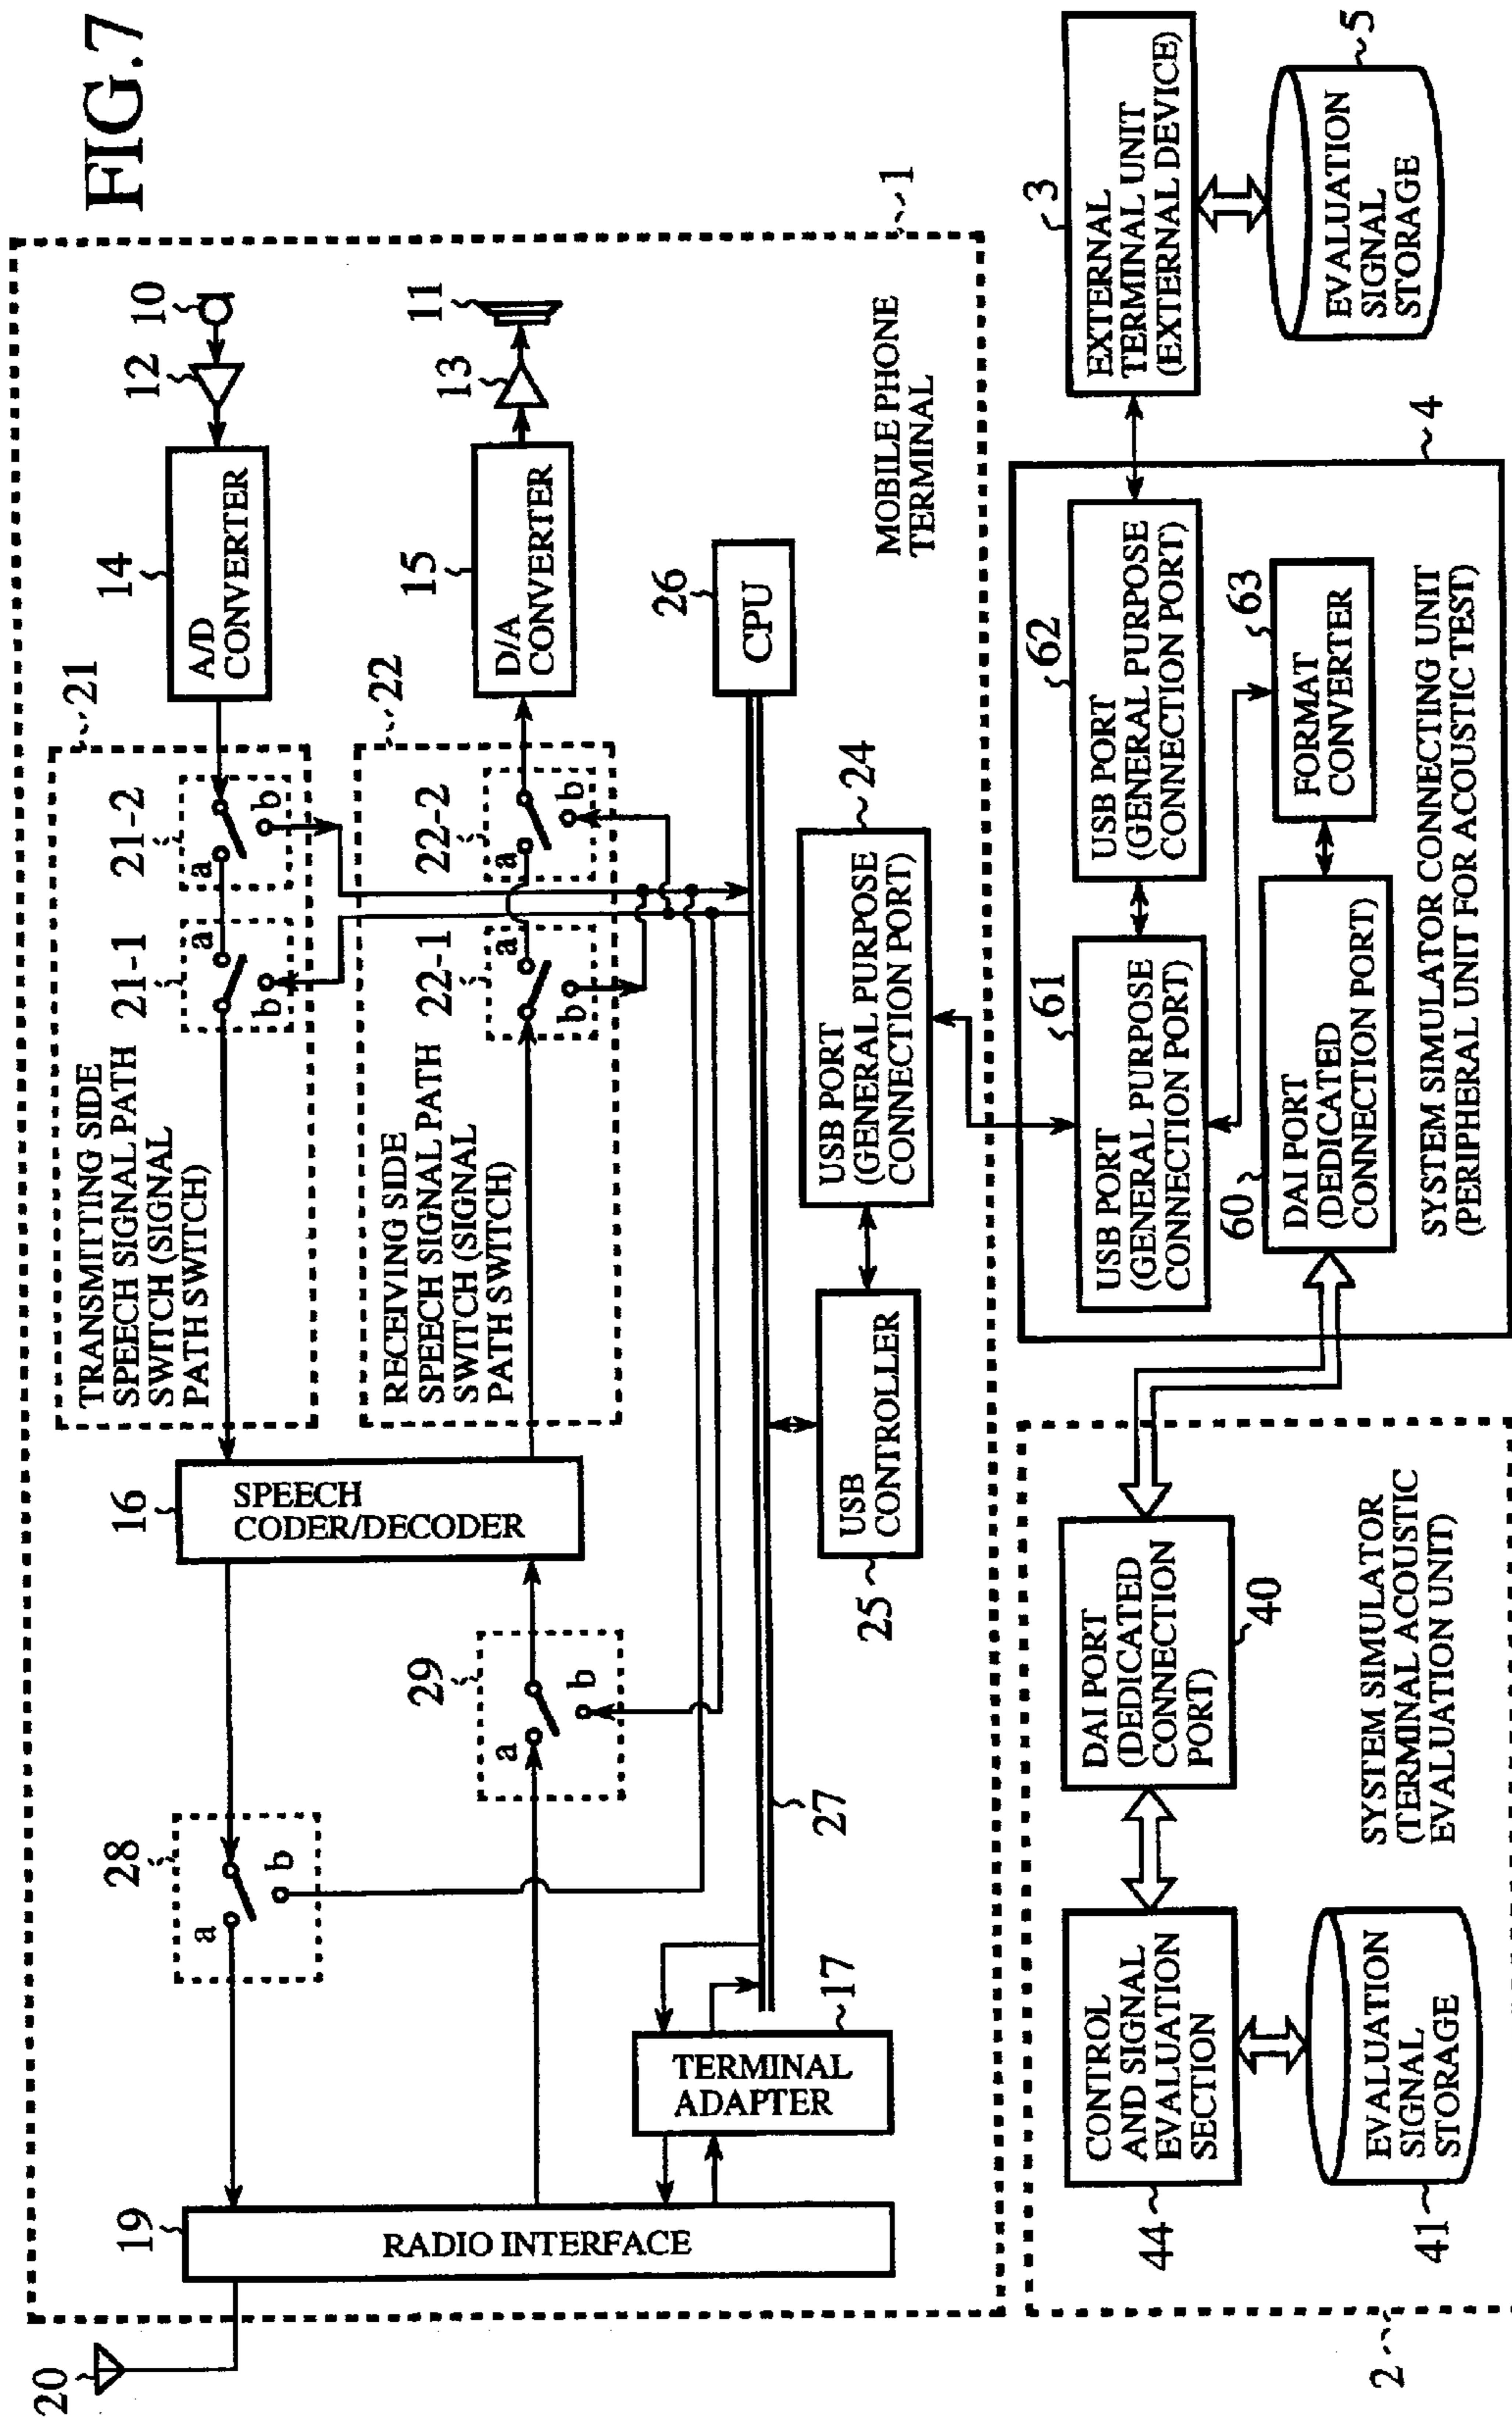 FIG.7
20
19
RADIO INTERFACE
28
a
b
29
a
b
16
SPEECH
CODER/DECODER
TRANSMITTING SIDE
SPEECH SIGNAL PATH
SWITCH (SIGNAL
PATH SWITCH)
21-1
a
b
21-2
a
b
21
14
A/D
CONVERTER
12
10
RECEIVING SIDE
SPEECH SIGNAL PATH
SWITCH (SIGNAL
PATH SWITCH)
22-1
a
b
22-2
a
b
22
15
D/A
CONVERTER
13
11
17
TERMINAL
ADAPTER
27
26
CPU
25
USB
CONTROLLER
24
USB PORT
(GENERAL PURPOSE
CONNECTION PORT)
MOBILE PHONE
TERMINAL
1
2
44
CONTROL
AND SIGNAL
EVALUATION
SECTION
41
EVALUATION
SIGNAL
STORAGE
DAI PORT
(DEDICATED
CONNECTION
PORT)
40
SYSTEM SIMULATOR
(TERMINAL ACOUSTIC
EVALUATION UNIT)
61
USB PORT
(GENERAL PURPOSE
CONNECTION PORT)
62
USB PORT
(GENERAL PURPOSE
CONNECTION PORT)
60
DAI PORT
(DEDICATED
CONNECTION PORT)
63
FORMAT
CONVERTER
SYSTEM SIMULATOR CONNECTING UNIT
(PERIPHERAL UNIT FOR ACOUSTIC TEST)
4
3
EXTERNAL
TERMINAL UNIT
(EXTERNAL DEVICE)
EVALUATION
SIGNAL
STORAGE
5